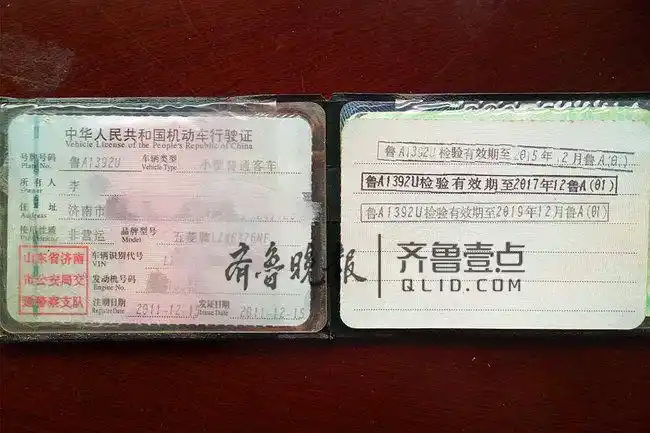 中华人民共和国机动车行驶证
Vehicle License of the People's Republic of China
号牌号码 鲁A1392U 车辆类型 小型普通客车
Plate No. Vehicle Type
所有人 李
Owner
住址 济南市
Address
使用性质 非营运 品牌型号 五菱牌
Model
车辆识别代号
VIN
发动机号码
Engine No.
山东省济南
市公安局交
通警察支队
注册日期 2011-12-15 发证日期 2011-12-15
Register Date Issue Date
鲁A1392U检验有效期至2015年12月鲁A(01)
鲁A1392U检验有效期至2017年12鲁A(01)
鲁A1392U检验有效期至2019年12月鲁A(01)
齐鲁晚报 齐鲁壹点
QLID.COM